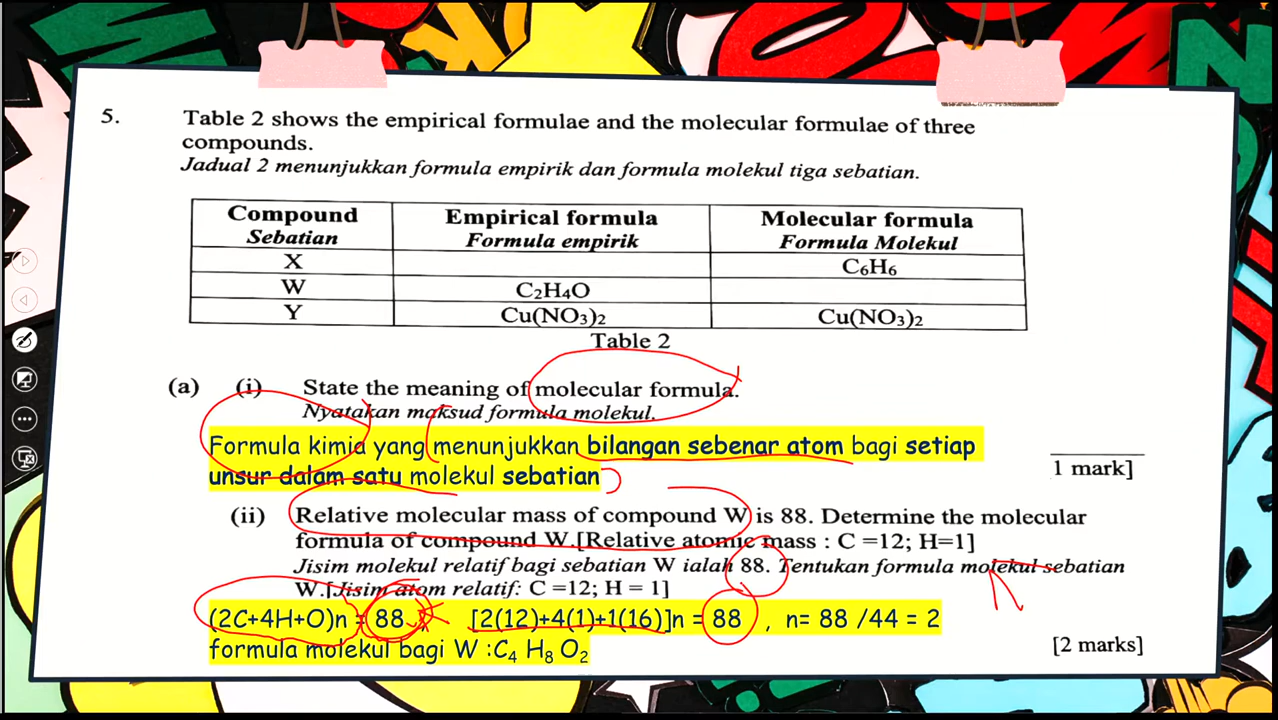 5. Table 2 shows the empirical formulae and the molecular formulae of three
compounds.
Jadual 2 menunjukkan formula empirik dan formula molekul tiga sebatian.
Compound Empirical formula Molecular formula
Sebatian Formula empirik Formula Molekul
X C₆H₆
W C₂H₄O
Y Cu(NO₃)₂ Cu(NO₃)₂
Table 2
(a) (i) State the meaning of molecular formula.
Nyatakan maksud formula molekul.
Formula kimia yang menunjukkan bilangan sebenar atom bagi setiap
unsur dalam satu molekul sebatian
1 mark]
(ii) Relative molecular mass of compound W is 88. Determine the molecular
formula of compound W.[Relative atomic mass : C =12; H=1]
Jisim molekul relatif bagi sebatian W ialah 88. Tentukan formula molekul sebatian
W.[Jisim atom relatif: C =12; H = 1]
(2C+4H+O)n = 88 , [2(12)+4(1)+1(16)]n = 88 , n= 88 /44 = 2
formula molekul bagi W :C₄ H₈ O₂
[2 marks]